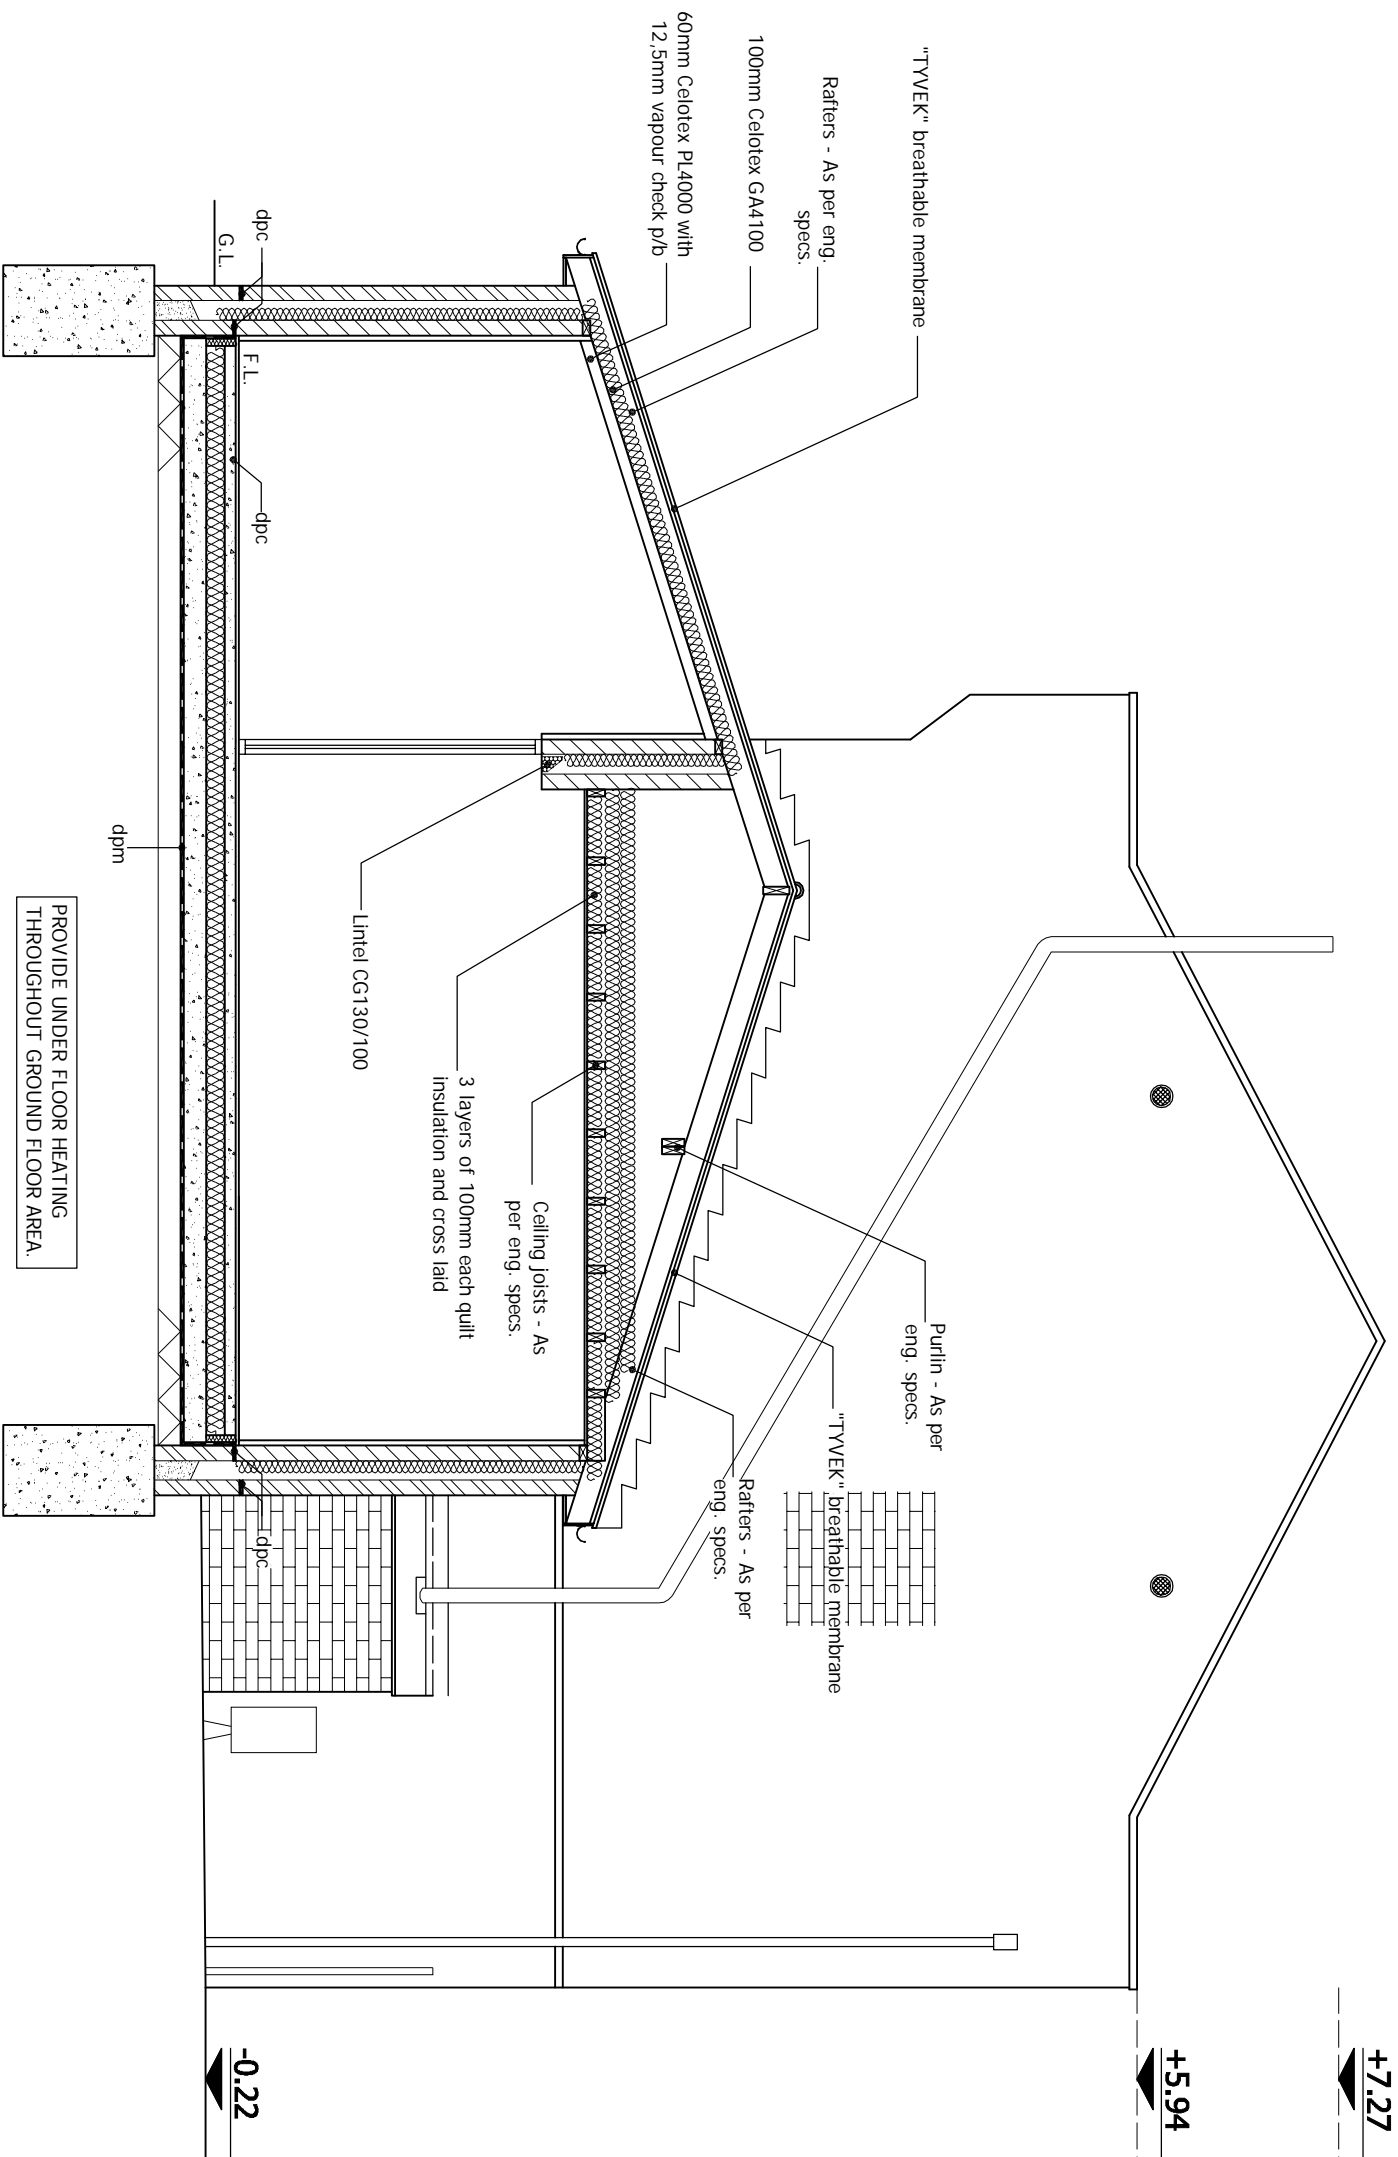 "TYVEK" breathable membrane
Rafters - As per eng.
specs.
100mm Celotex GA4100
60mm Celotex PL4000 with
12,5mm vapour check p/b
dpc
G.L.
F.L.
dpc
dpm
Lintel CG130/100
3 layers of 100mm each quilt
insulation and cross laid
Ceiling joists - As
per eng. specs.
Purlin - As per
eng. specs.
"TYVEK" breathable membrane
Rafters - As per
eng. specs.
dpc
PROVIDE UNDER FLOOR HEATING
THROUGHOUT GROUND FLOOR AREA.
+7.27
+5.94
-0.22